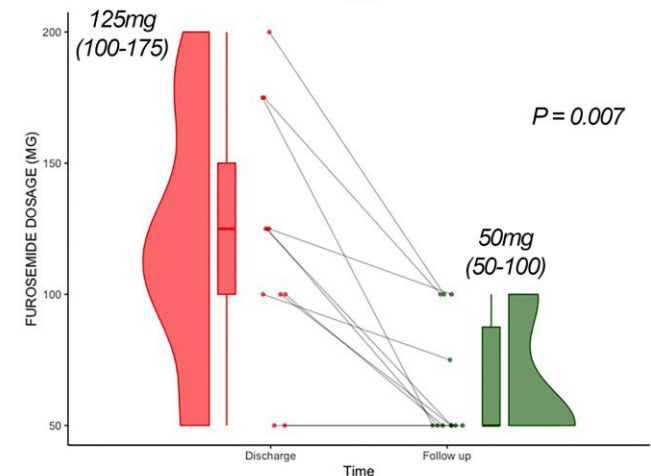 125mg
(100-175)
200
150
100
50
FUROSEMIDE DOSAGE (MG)
P = 0.007
50mg
(50-100)
Discharge
Follow up
Time